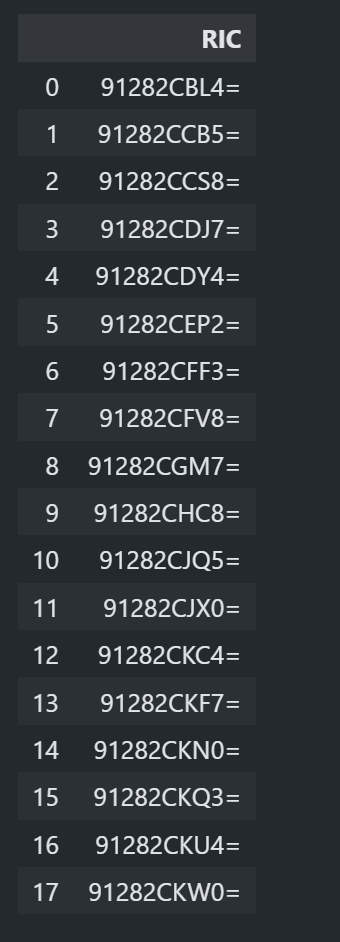 RIC
0 91282CBL4=
1 91282CCB5=
2 91282CCS8=
3 91282CDJ7=
4 91282CDY4=
5 91282CEP2=
6 91282CFF3=
7 91282CFV8=
8 91282CGM7=
9 91282CHC8=
10 91282CJQ5=
11 91282CJX0=
12 91282CKC4=
13 91282CKF7=
14 91282CKN0=
15 91282CKQ3=
16 91282CKU4=
17 91282CKW0=